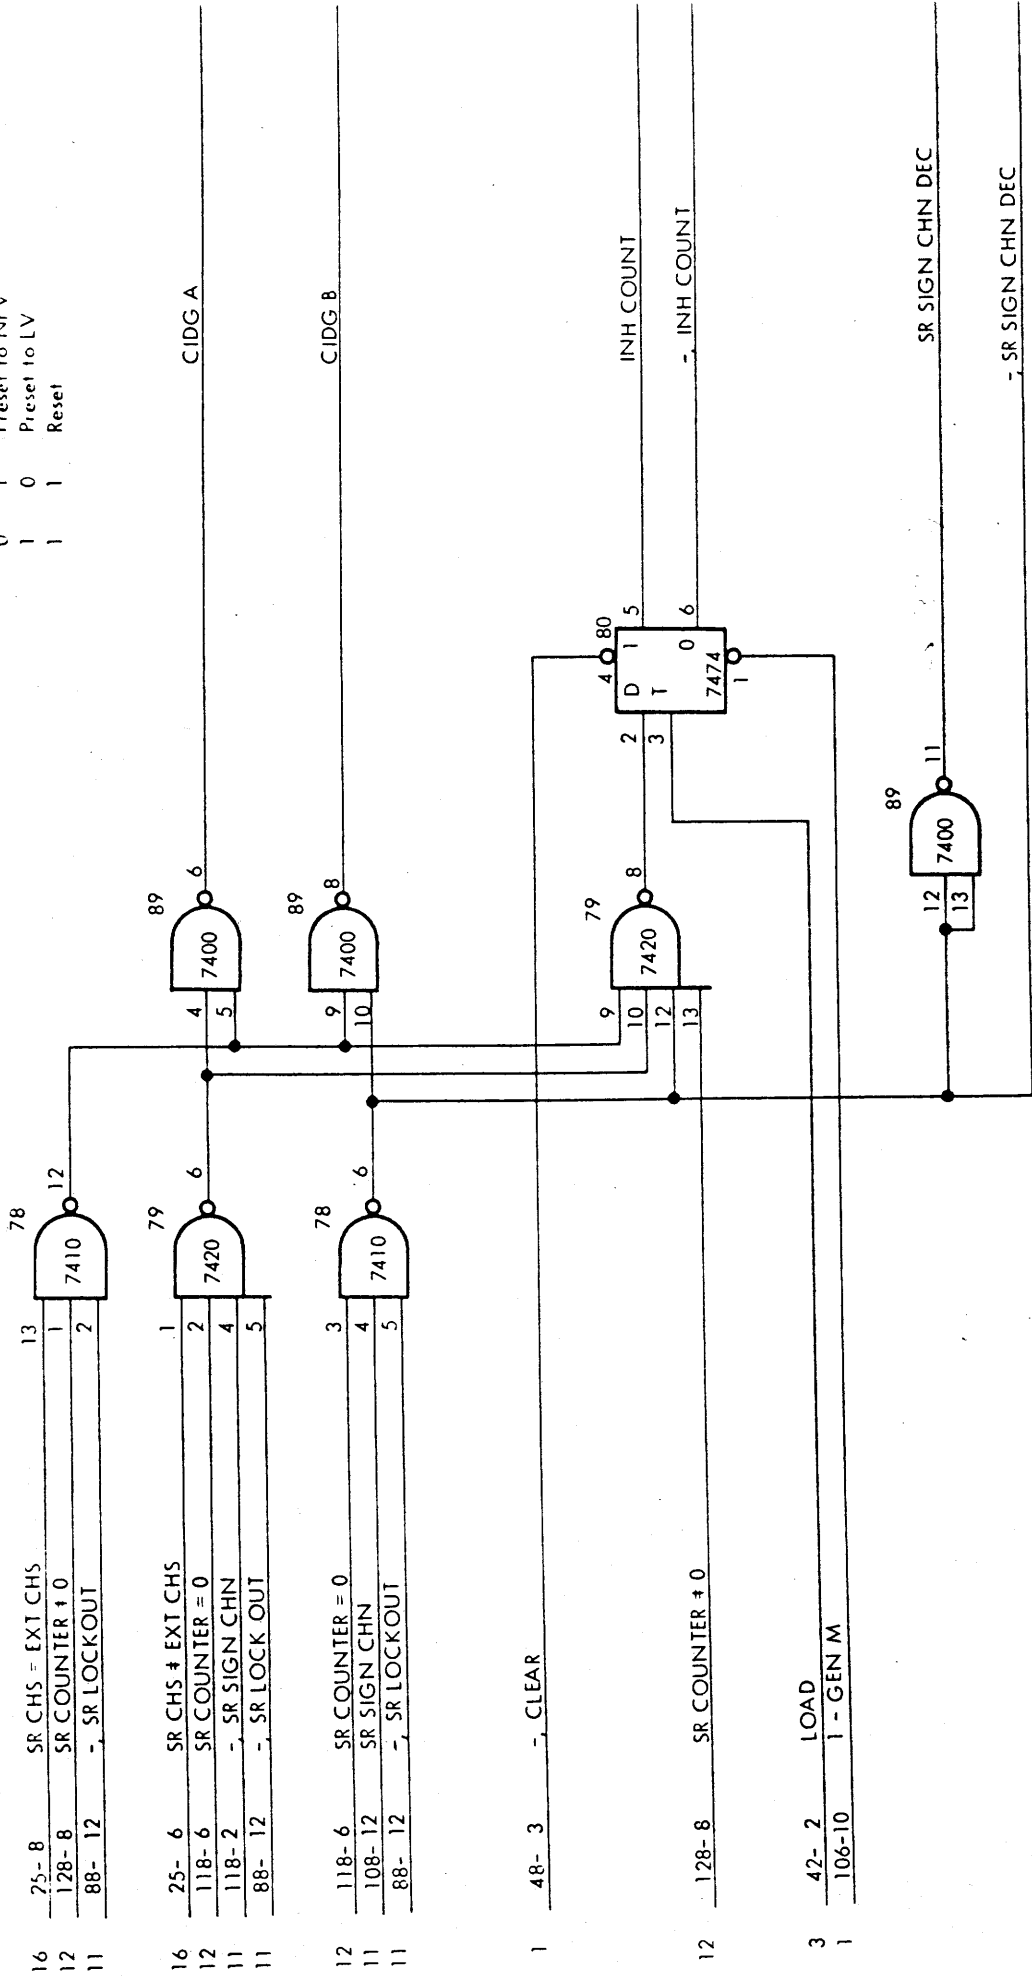 Preset to LV
1 0
Reset
1 1
16 25- 8 SR CHS = EXT CHS
12 128- 8 SR COUNTER ≠ 0
11 88- 12 -, SR LOCKOUT
13
1
2
78
7410
12
16 25- 6 SR CHS ≠ EXT CHS
12 118- 6 SR COUNTER = 0
11 118- 2 -, SR SIGN CHN
11 88- 12 -, SR LOCK OUT
1
2
4
5
79
7420
6
12 118- 6 SR COUNTER = 0
11 108- 12 SR SIGN CHN
11 88- 12 -, SR LOCKOUT
3
4
5
78
7410
6
4
5
89
7400
6
CIDG A
9
10
89
7400
8
CIDG B
1 48- 3 -, CLEAR
12 128- 8 SR COUNTER ≠ 0
3 42- 2 LOAD
1 106-10 1 - GEN M
9
10
12
13
79
7420
8
2
3
4
80
D 1
T 0
7474
1
5
INH COUNT
6
-, INH COUNT
12
13
89
7400
11
SR SIGN CHN DEC
-, SR SIGN CHN DEC